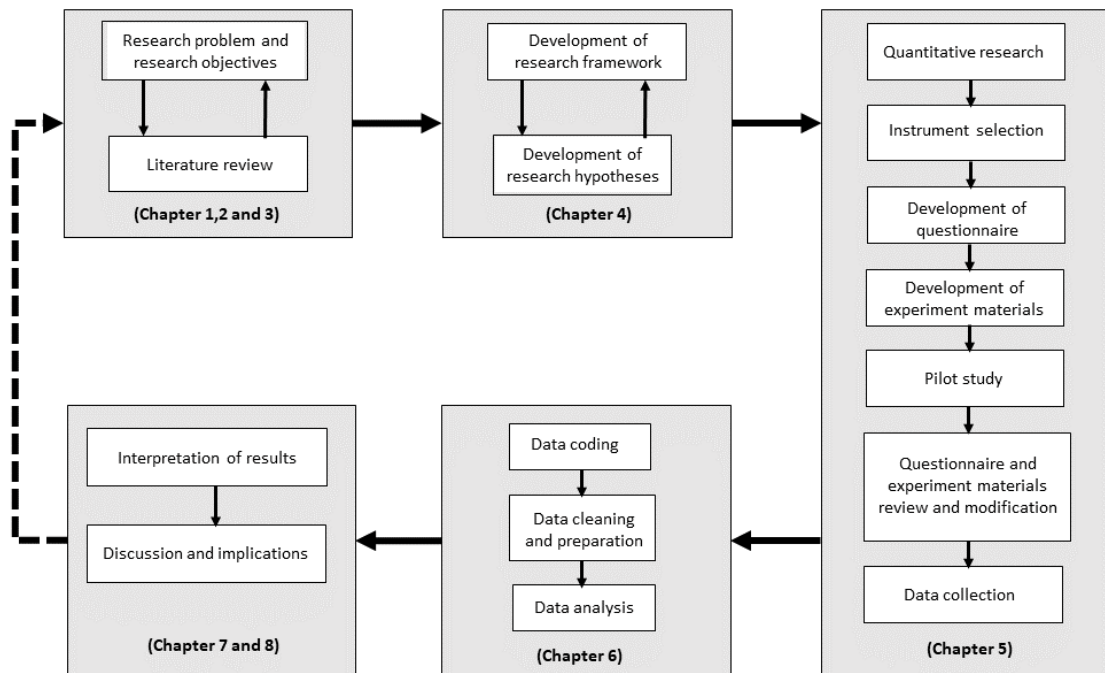 Research problem and
research objectives
Literature review
(Chapter 1,2 and 3)
Development of
research framework
Development of
research hypotheses
(Chapter 4)
Quantitative research
Instrument selection
Development of
questionnaire
Development of
experiment materials
Pilot study
Questionnaire and
experiment materials
review and modification
Data collection
(Chapter 5)
Data coding
Data cleaning
and preparation
Data analysis
(Chapter 6)
Interpretation of results
Discussion and implications
(Chapter 7 and 8)